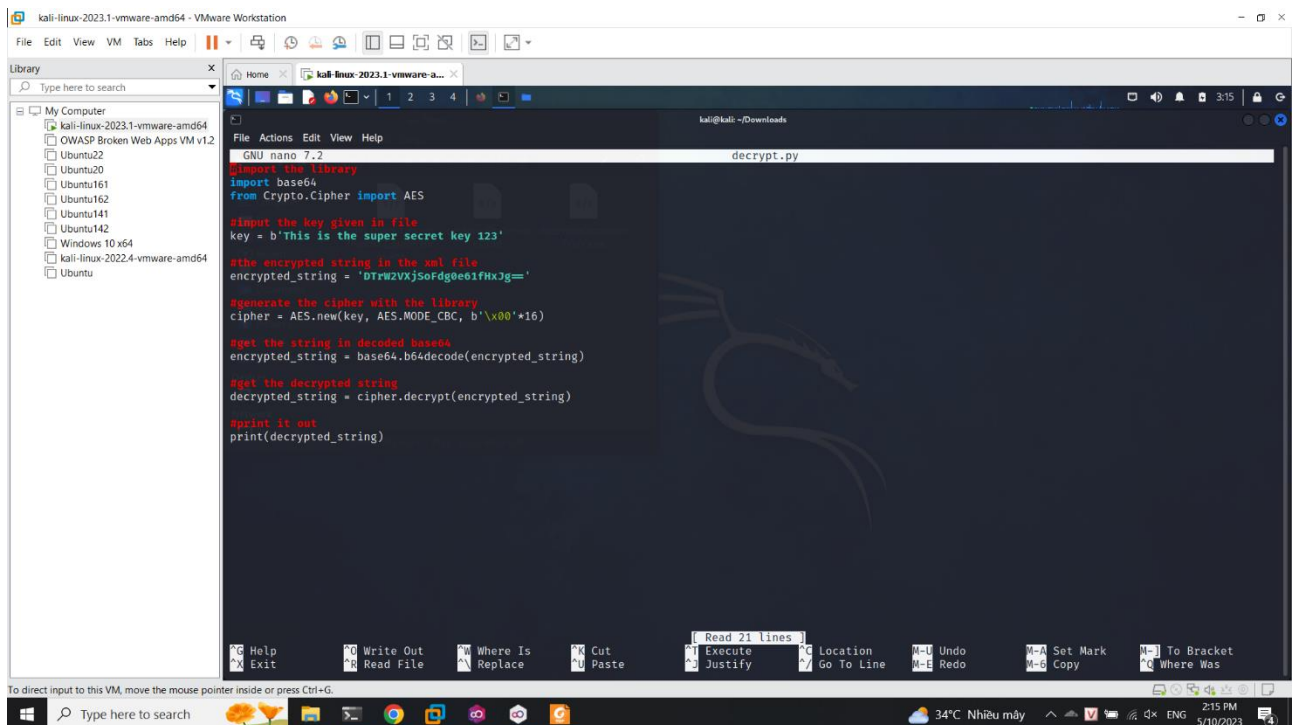 kali-linux-2023.1-vmware-amd64 - VMware Workstation
File Edit View VM Tabs Help
Library
Type here to search
My Computer
kali-linux-2023.1-vmware-amd64
OWASP Broken Web Apps VM v1.2
Ubuntu22
Ubuntu20
Ubuntu161
Ubuntu162
Ubuntu141
Ubuntu142
Windows 10 x64
kali-linux-2022.4-vmware-amd64
Ubuntu
Home kali-linux-2023.1-vmware-a...
1 2 3 4 3:15
kali@kali: ~/Downloads
File Actions Edit View Help
GNU nano 7.2 decrypt.py
#import the library
import base64
from Crypto.Cipher import AES
#input the key given in file
key = b'This is the super secret key 123'
#the encrypted string in the xml file
encrypted_string = 'DTrW2VXjSoFdg0e61fHxJg=='
#generate the cipher with the library
cipher = AES.new(key, AES.MODE_CBC, b'\x00'*16)
#get the string in decoded base64
encrypted_string = base64.b64decode(encrypted_string)
#get the decrypted string
decrypted_string = cipher.decrypt(encrypted_string)
#print it out
print(decrypted_string)
[ Read 21 lines ]
^G Help ^O Write Out ^W Where Is ^K Cut ^T Execute ^C Location M-U Undo M-A Set Mark M-] To Bracket
^X Exit ^R Read File ^\ Replace ^U Paste ^J Justify ^/ Go To Line M-E Redo M-6 Copy ^Q Where Was
To direct input to this VM, move the mouse pointer inside or press Ctrl+G.
Type here to search 34°C Nhiều mây ENG 2:15 PM
5/10/2023